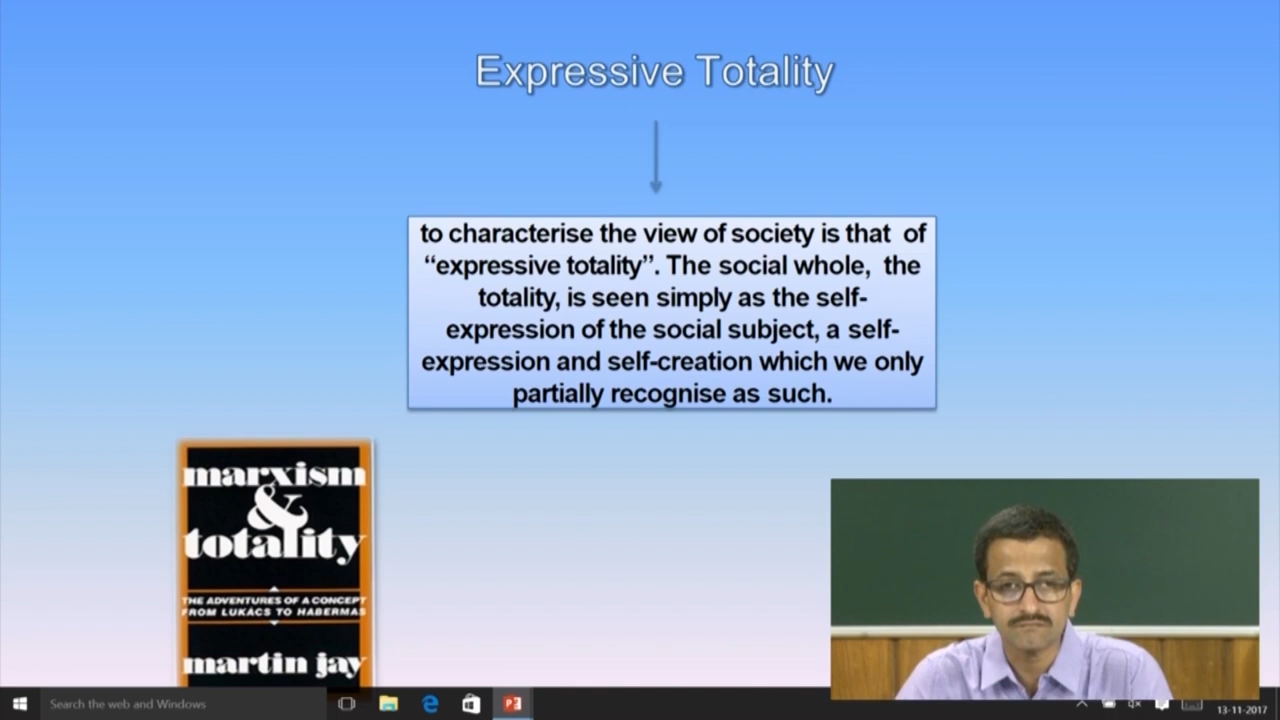 Expressive Totality
to characterise the view of society is that of
“expressive totality”. The social whole, the
totality, is seen simply as the self-
expression of the social subject, a self-
expression and self-creation which we only
partially recognise as such.
marxism
&
totality
THE ADVENTURES OF A CONCEPT
FROM LUKÁCS TO HABERMAS
martin jay
Search the web and Windows
13-11-2017